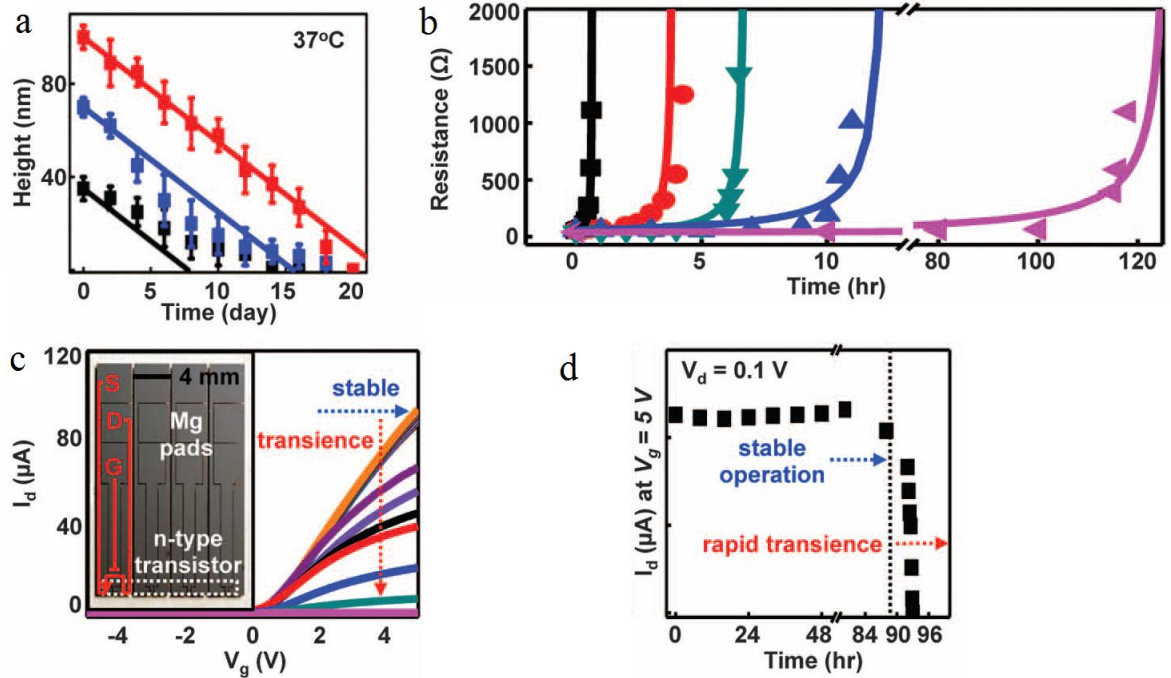 a
37°C
80
40
Height (nm)
0 5 10 15 20
Time (day)
b
2000
1500
1000
500
0
Resistance (Ω)
0 5 10 80 100 120
Time (hr)
c
120
80
40
0
I_d (µA)
4 mm
S
D
G
Mg
pads
n-type
transistor
stable
transience
-4 -2 0 2 4
V_g (V)
d
V_d = 0.1 V
I_d (µA) at V_g = 5 V
stable
operation
rapid transience
0 24 48 84 90 96
Time (hr)